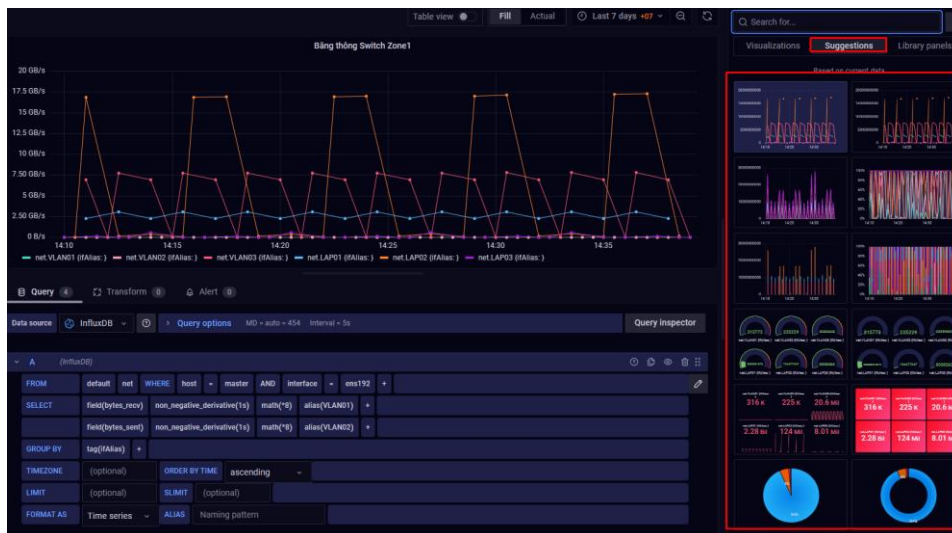 Table view Fill Actual Last 7 days +07
Search for...
Visualizations Suggestions Library panels
Based on current data
Băng thông Switch Zone1
20 GB/s
17.5 GB/s
15 GB/s
12.5 GB/s
10 GB/s
7.50 GB/s
5 GB/s
2.50 GB/s
0 B/s
14:10 14:15 14:20 14:25 14:30 14:35
net.VLAN01 (ifAlias: ) net.VLAN02 (ifAlias: ) net.VLAN03 (ifAlias: ) net.LAP01 (ifAlias: ) net.LAP02 (ifAlias: ) net.LAP03 (ifAlias: )
Query 4 Transform 0 Alert 0
Data source InfluxDB Query options MD = auto = 454 Interval = 5s Query inspector
A (InfluxDB)
FROM default net WHERE host = master AND interface = ens192 +
SELECT field(bytes_recv) non_negative_derivative(1s) math(*8) alias(VLAN01) +
field(bytes_sent) non_negative_derivative(1s) math(*8) alias(VLAN02) +
GROUP BY tag(ifAlias) +
TIMEZONE (optional) ORDER BY TIME ascending
LIMIT (optional) SLIMIT (optional)
FORMAT AS Time series ALIAS Naming pattern
316 K 225 K 20.6 Mil
2.28 Bil 124 Mil 8.01 Mil
316 K 225 K 20.6 M
2.28 Bil 124 Mil 8.01 M